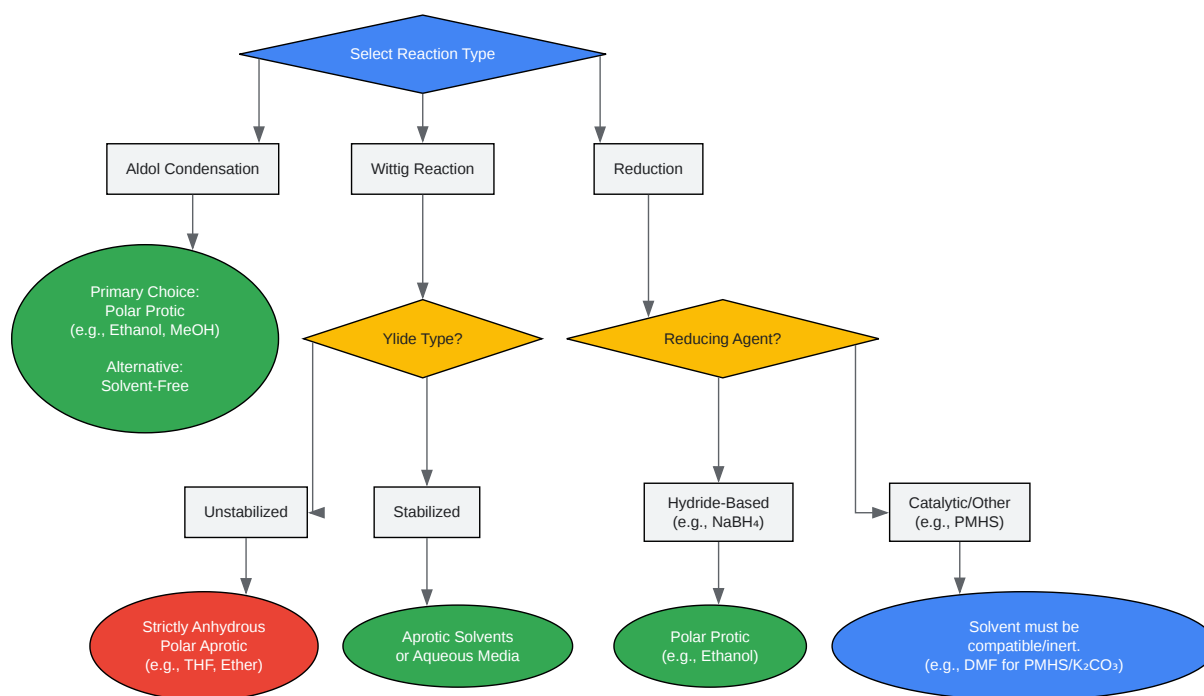 Select Reaction Type
Aldol Condensation
Wittig Reaction
Reduction
Primary Choice:
Polar Protic
(e.g., Ethanol, MeOH)
Alternative:
Solvent-Free
Ylide Type?
Reducing Agent?
Unstabilized
Stabilized
Hydride-Based
(e.g., NaBH₄)
Catalytic/Other
(e.g., PMHS)
Strictly Anhydrous
Polar Aprotic
(e.g., THF, Ether)
Aprotic Solvents
or Aqueous Media
Polar Protic
(e.g., Ethanol)
Solvent must be
compatible/inert.
(e.g., DMF for PMHS/K₂CO₃)